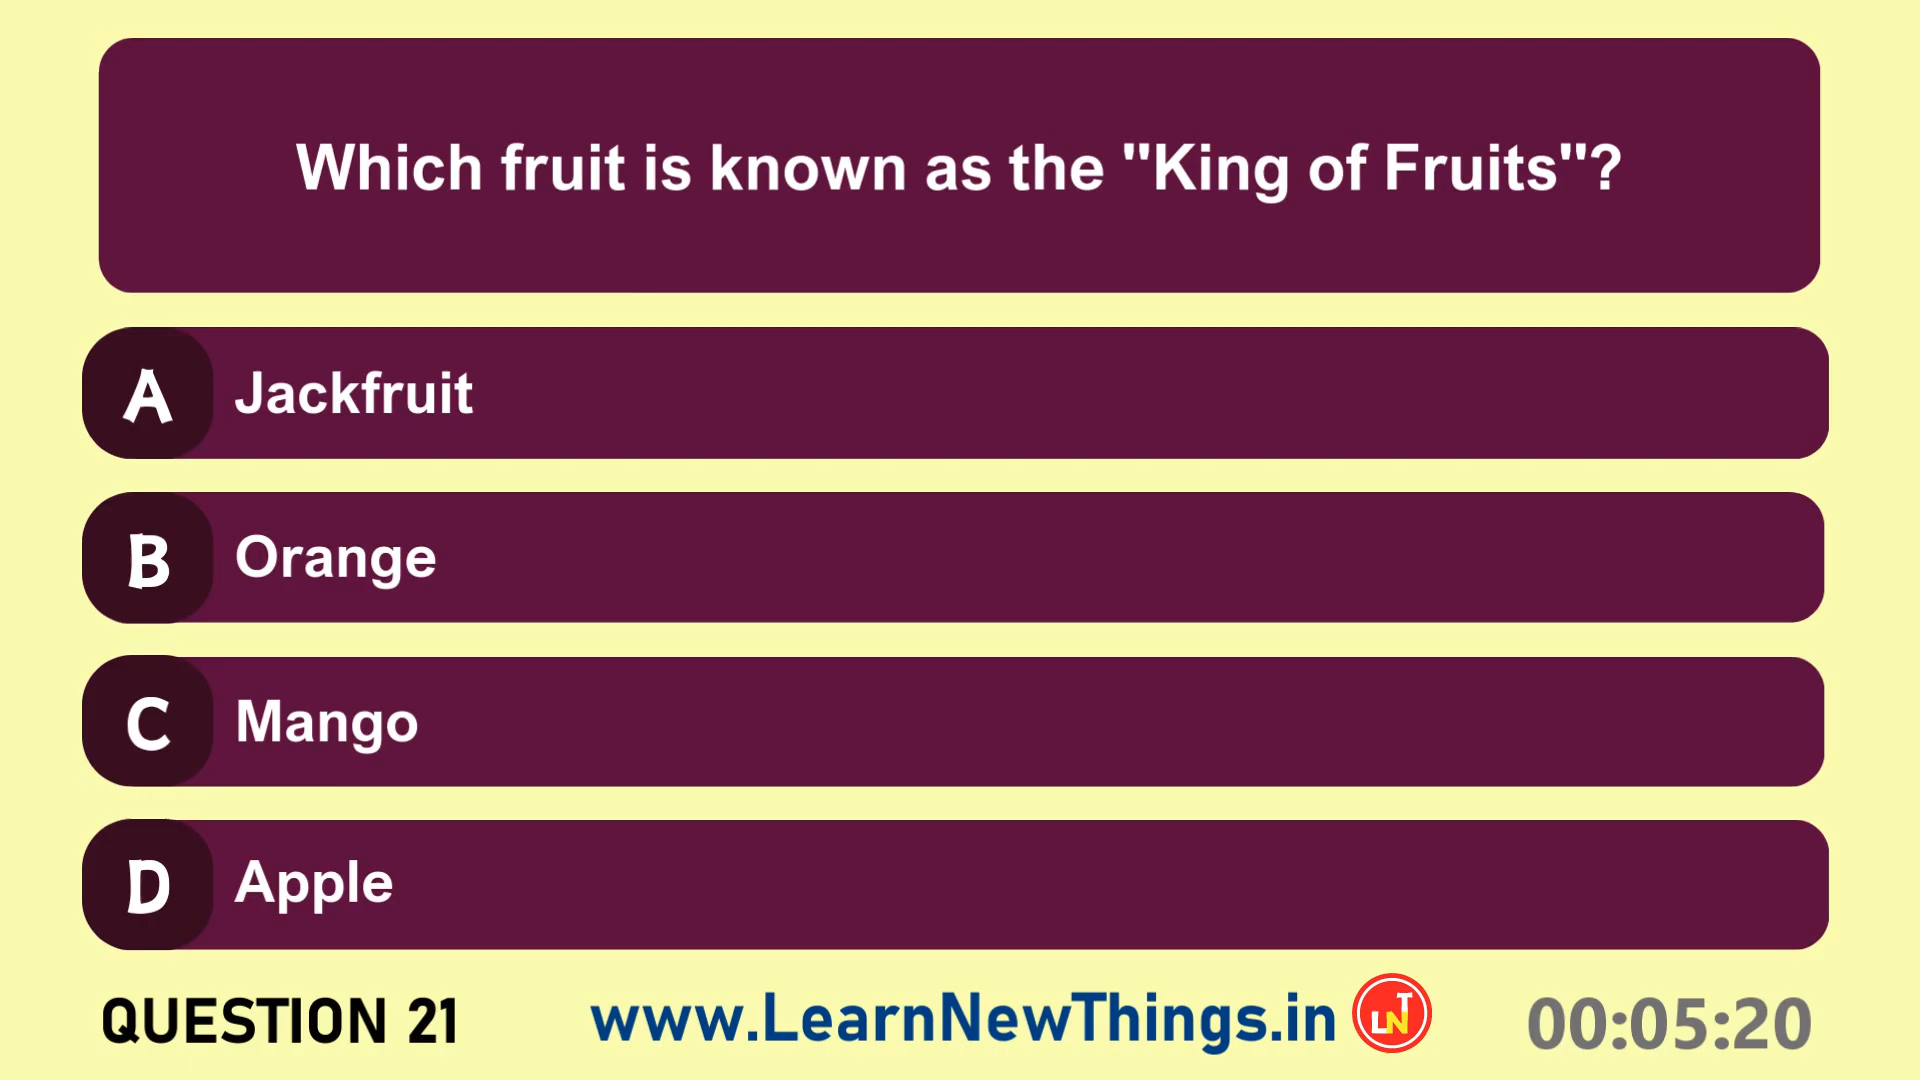 Which fruit is known as the "King of Fruits"?
A Jackfruit
B Orange
C Mango
D Apple
QUESTION 21 www.LearnNewThings.in LNT 00:05:20